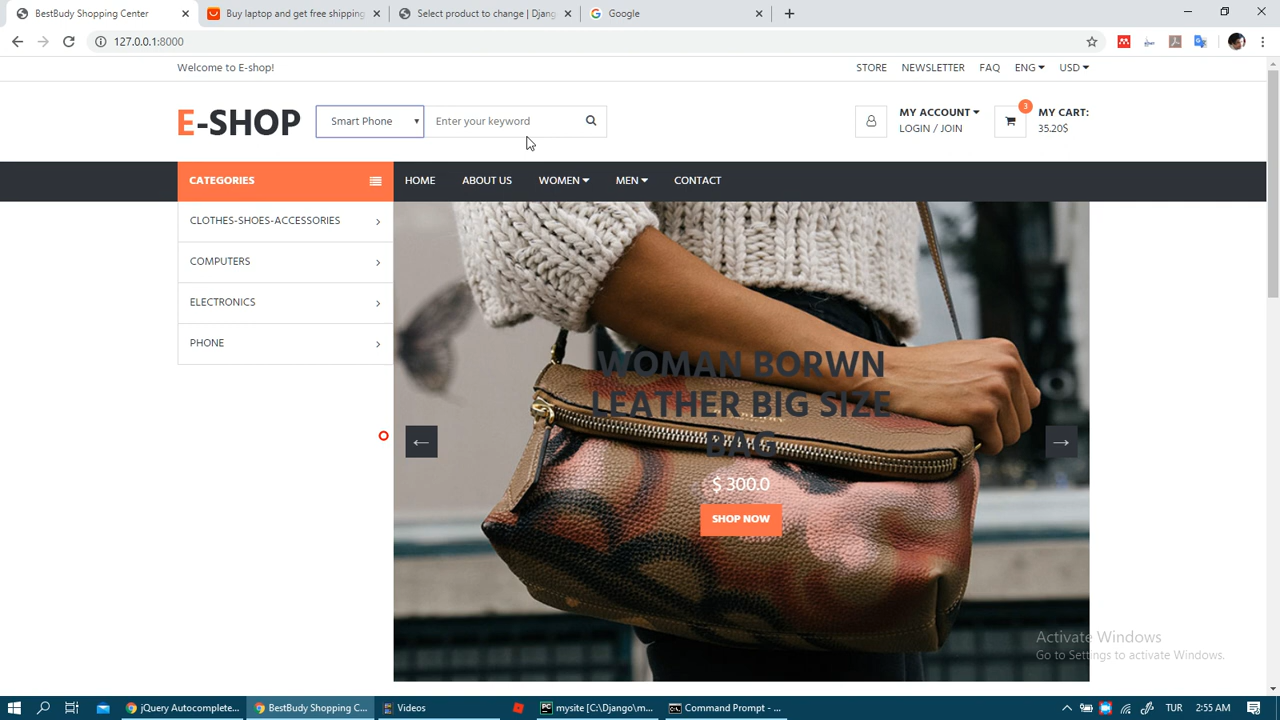 BestBudy Shopping Center
Buy laptop and get free shipping
Select product to change | Djang
Google
127.0.0.1:8000
Welcome to E-shop!
STORE
NEWSLETTER
FAQ
ENG
USD
E-SHOP
Smart Phone
Enter your keyword
MY ACCOUNT
LOGIN / JOIN
3
MY CART:
35.20$
CATEGORIES
HOME
ABOUT US
WOMEN
MEN
CONTACT
CLOTHES-SHOES-ACCESSORIES
COMPUTERS
ELECTRONICS
PHONE
WOMAN BORWN
LEATHER BIG SIZE
BAG
$ 300.0
SHOP NOW
Activate Windows
Go to Settings to activate Windows.
jQuery Autocomplete...
BestBudy Shopping C...
Videos
mysite [C:\Django\m...
Command Prompt - ...
TUR
2:55 AM